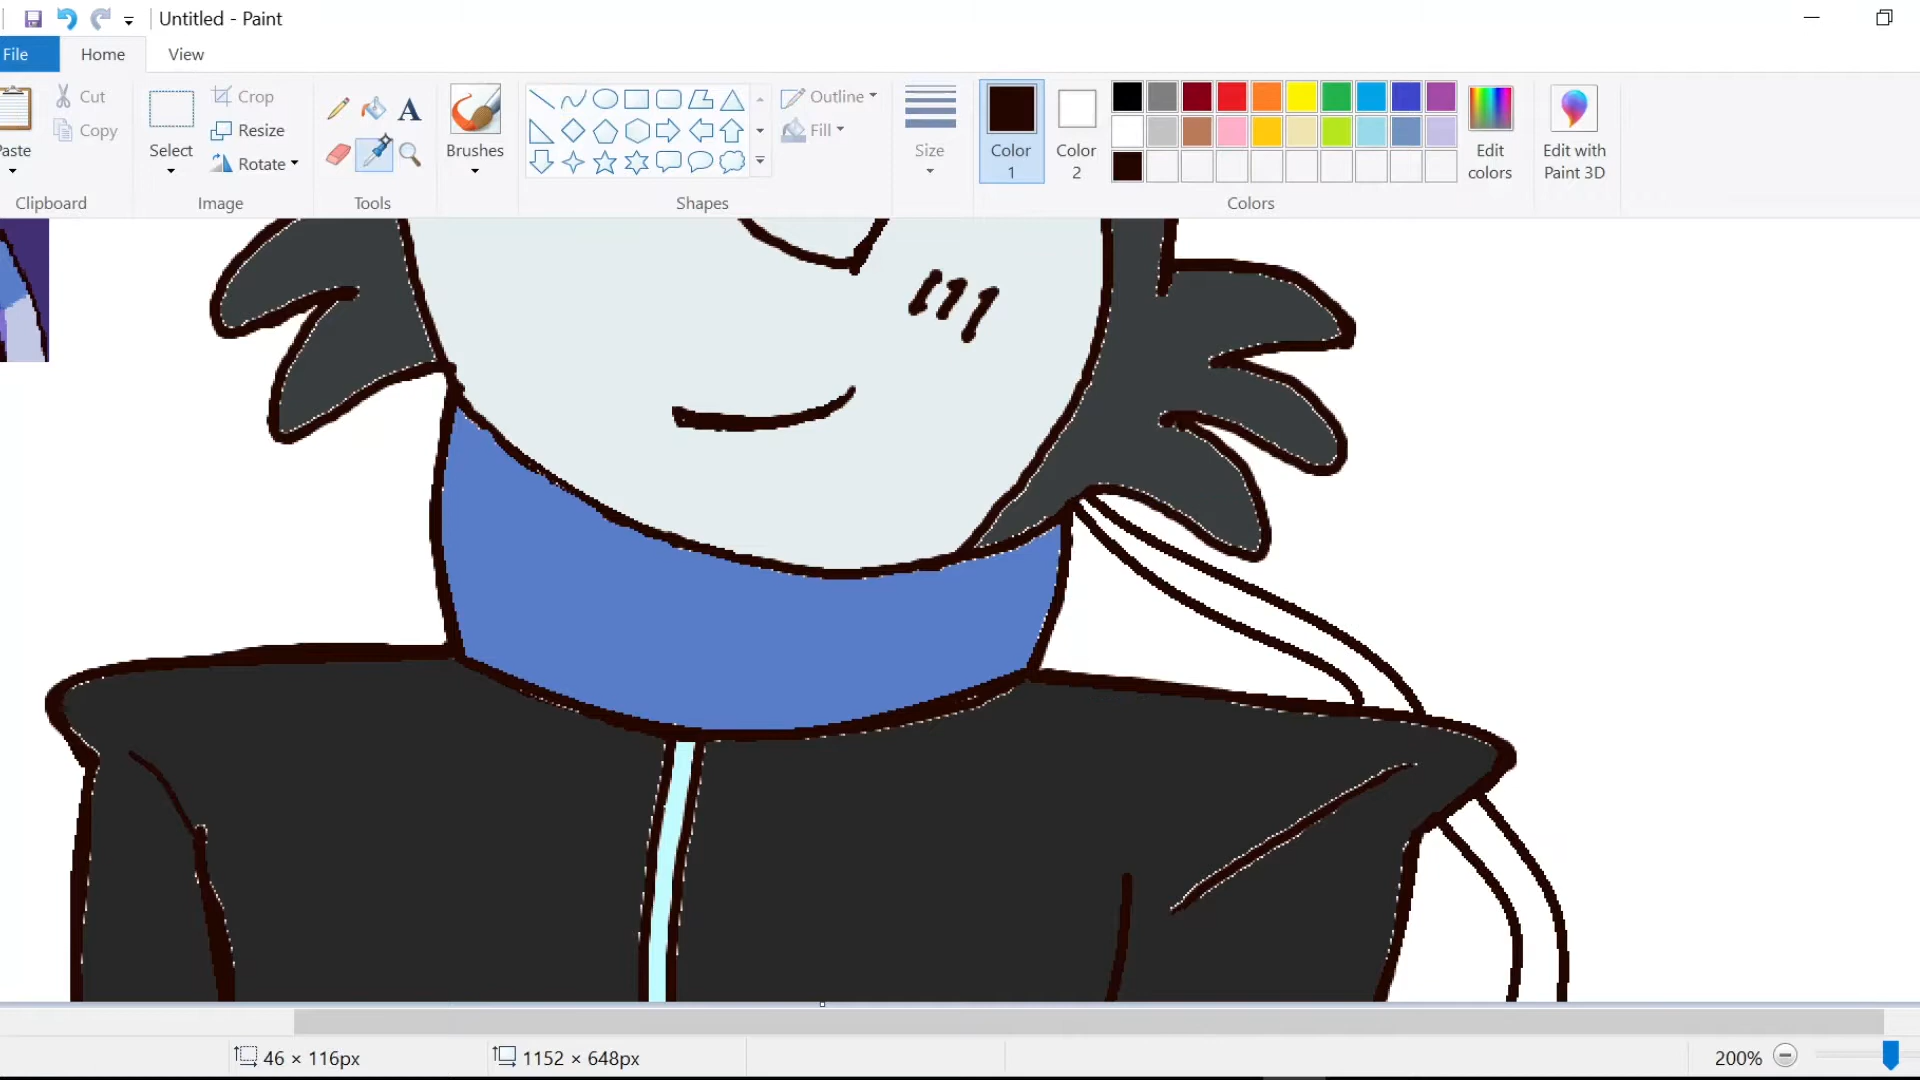 Untitled - Paint
File Home View
Cut
Copy
Paste
Clipboard
Select
Crop
Resize
Rotate
Image
A
Tools
Brushes
Shapes
Outline
Fill
Size
Color
1
Color
2
Colors
Edit
colors
Edit with
Paint 3D
46 × 116px
1152 × 648px
200%